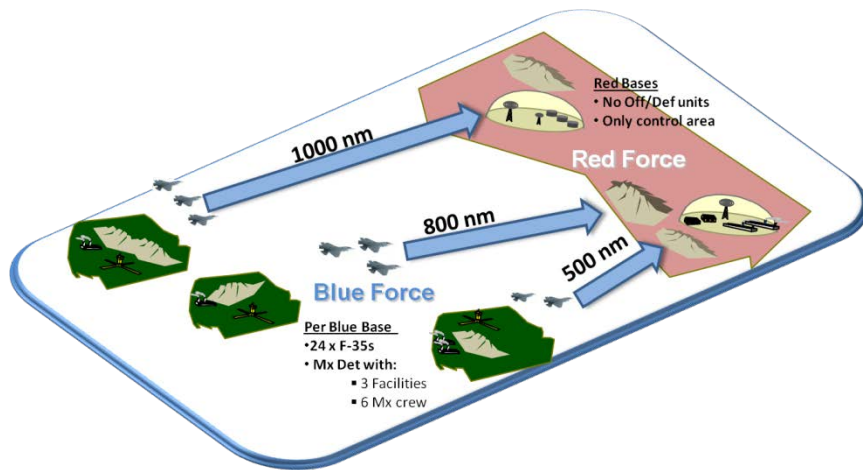 Red Bases
• No Off/Def units
• Only control area
1000 nm
Red Force
800 nm
500 nm
Blue Force
Per Blue Base
•24 x F-35s
• Mx Det with:
▪ 3 Facilities
▪ 6 Mx crew